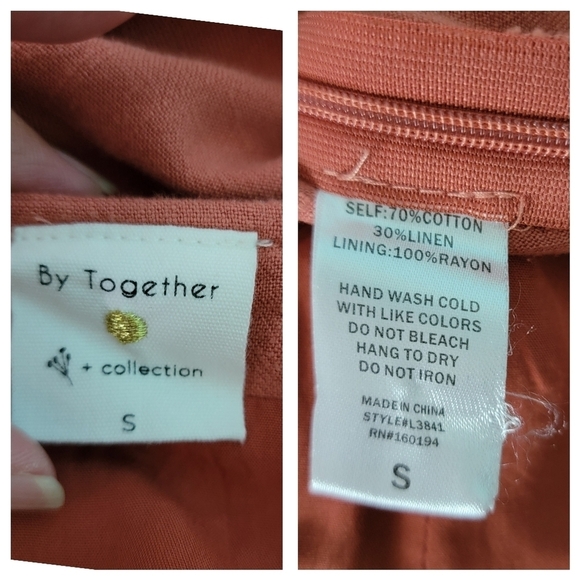 By Together
+ collection
S
SELF:70%COTTON
30%LINEN
LINING:100%RAYON
HAND WASH COLD
WITH LIKE COLORS
DO NOT BLEACH
HANG TO DRY
DO NOT IRON
MADE IN CHINA
STYLE#L3841
RN#160194
S